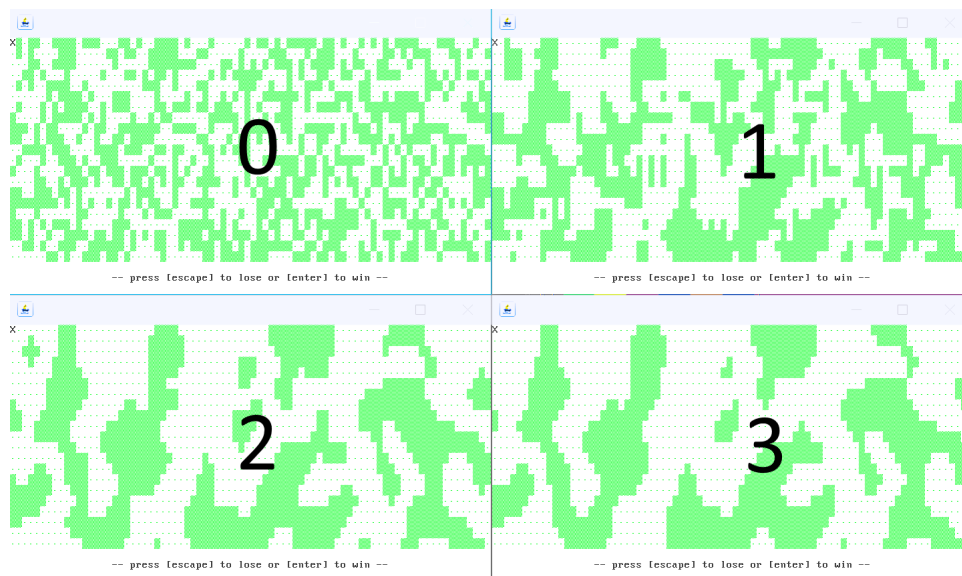 X
0
-- press [escape] to lose or [enter] to win --
X
1
-- press [escape] to lose or [enter] to win --
X
2
-- press [escape] to lose or [enter] to win --
X
3
-- press [escape] to lose or [enter] to win --